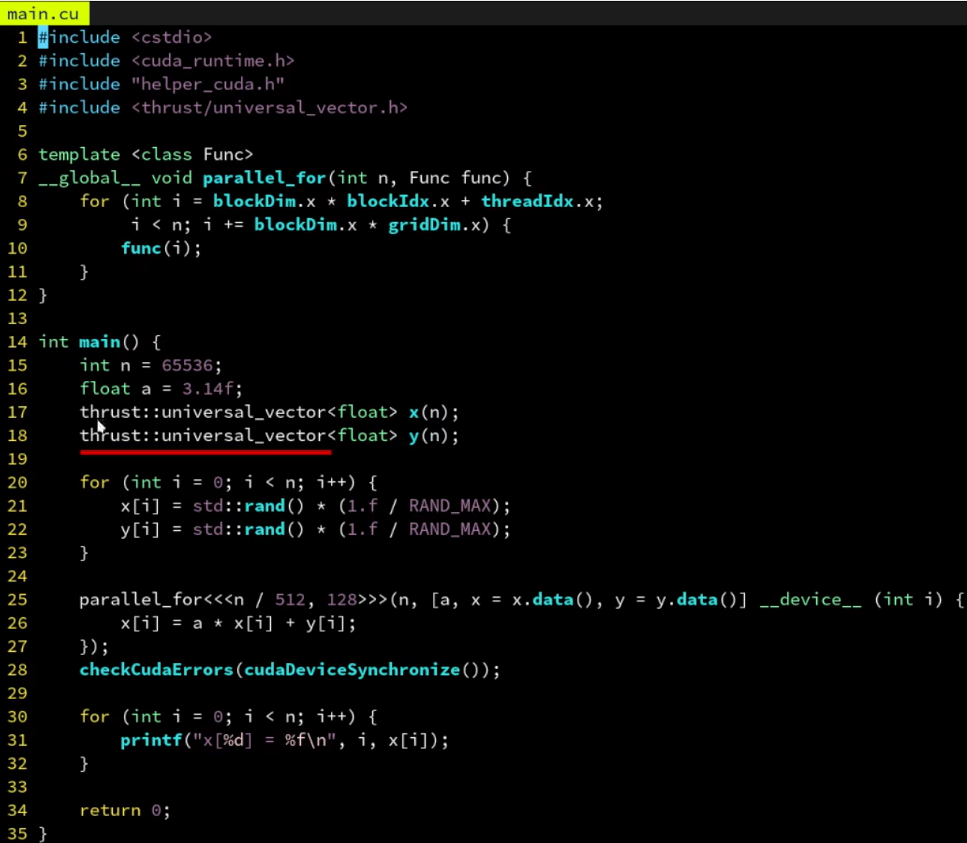 main.cu
1 #include <cstdio>
2 #include <cuda_runtime.h>
3 #include "helper_cuda.h"
4 #include <thrust/universal_vector.h>
5
6 template <class Func>
7 __global__ void parallel_for(int n, Func func) {
8     for (int i = blockDim.x * blockIdx.x + threadIdx.x;
9          i < n; i += blockDim.x * gridDim.x) {
10         func(i);
11     }
12 }
13
14 int main() {
15     int n = 65536;
16     float a = 3.14f;
17     thrust::universal_vector<float> x(n);
18     thrust::universal_vector<float> y(n);
19
20     for (int i = 0; i < n; i++) {
21         x[i] = std::rand() * (1.f / RAND_MAX);
22         y[i] = std::rand() * (1.f / RAND_MAX);
23     }
24
25     parallel_for<<<n / 512, 128>>>(n, [a, x = x.data(), y = y.data()] __device__ (int i) {
26         x[i] = a * x[i] + y[i];
27     });
28     checkCudaErrors(cudaDeviceSynchronize());
29
30     for (int i = 0; i < n; i++) {
31         printf("x[%d] = %f\n", i, x[i]);
32     }
33
34     return 0;
35 }